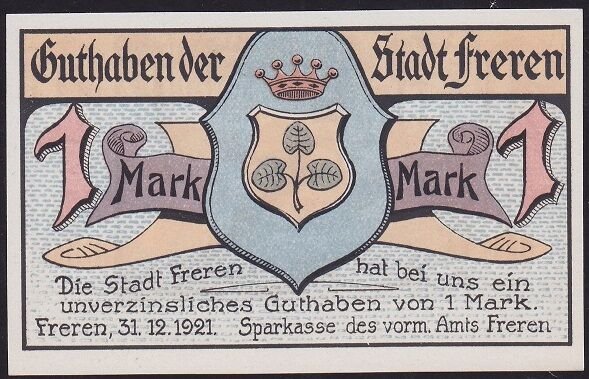 Guthaben der Stadt Freren
1 Mark Mark 1
Die Stadt Freren hat bei uns ein
unverzinsliches Guthaben von 1 Mark.
Freren, 31.12.1921. Sparkasse des vorm. Amts Freren